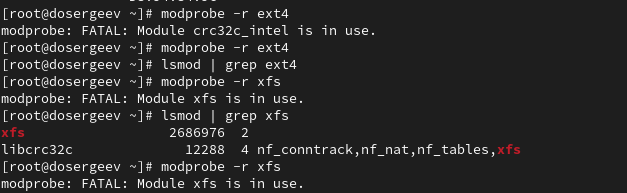 [root@dosergeev ~]# modprobe -r ext4
modprobe: FATAL: Module crc32c_intel is in use.
[root@dosergeev ~]# modprobe -r ext4
[root@dosergeev ~]# lsmod | grep ext4
[root@dosergeev ~]# modprobe -r xfs
modprobe: FATAL: Module xfs is in use.
[root@dosergeev ~]# lsmod | grep xfs
xfs                  2686976  2
libcrc32c              12288  4 nf_conntrack,nf_nat,nf_tables,xfs
[root@dosergeev ~]# modprobe -r xfs
modprobe: FATAL: Module xfs is in use.